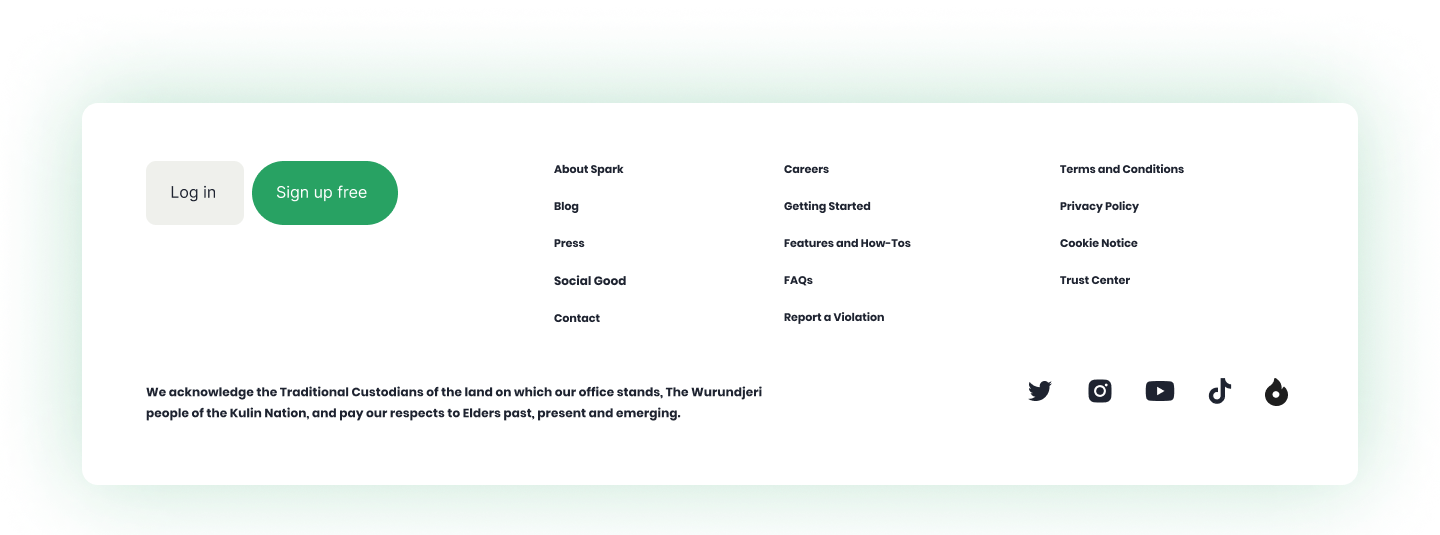 Log in
Sign up free
About Spark
Blog
Press
Social Good
Contact
Careers
Getting Started
Features and How-Tos
FAQs
Report a Violation
Terms and Conditions
Privacy Policy
Cookie Notice
Trust Center
We acknowledge the Traditional Custodians of the land on which our office stands, The Wurundjeri
people of the Kulin Nation, and pay our respects to Elders past, present and emerging.